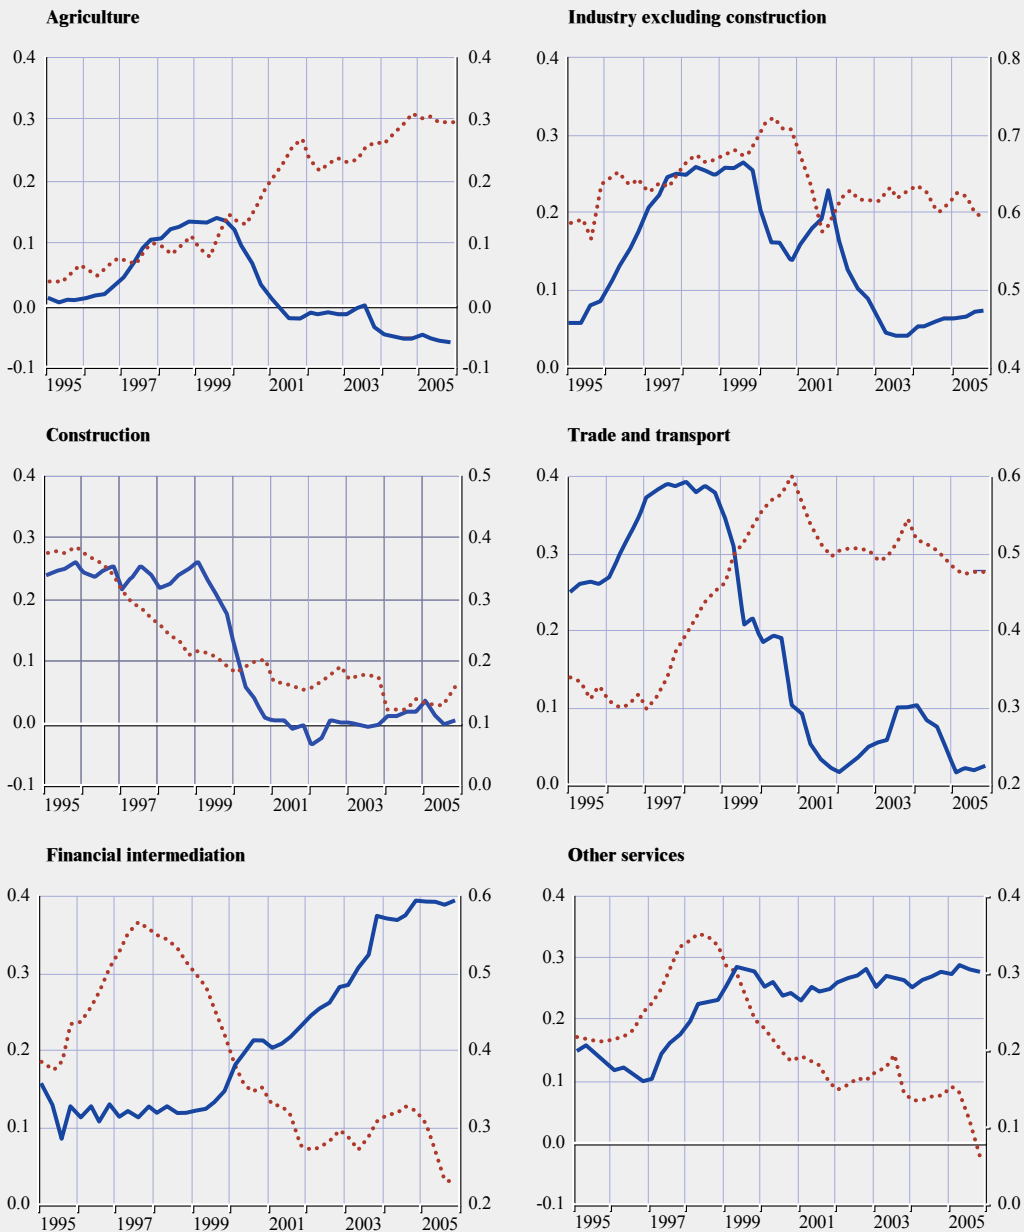 Agriculture
Industry excluding construction
0.4 0.4 0.4 0.8
0.3 0.3 0.3 0.7
0.2 0.2 0.2 0.6
0.1 0.1 0.1 0.5
0.0 0.0
-0.1 -0.1 0.0 0.4
1995 1997 1999 2001 2003 2005 1995 1997 1999 2001 2003 2005
Construction
Trade and transport
0.4 0.5 0.4 0.6
0.3 0.4 0.3 0.5
0.2 0.3 0.2 0.4
0.1 0.2 0.1 0.3
0.0 0.1
-0.1 0.0 0.0 0.2
1995 1997 1999 2001 2003 2005 1995 1997 1999 2001 2003 2005
Financial intermediation
Other services
0.4 0.6 0.4 0.4
0.3 0.5 0.3 0.3
0.2 0.4 0.2 0.2
0.1 0.3 0.1 0.1
0.0
0.0 0.2 -0.1 0.0
1995 1997 1999 2001 2003 2005 1995 1997 1999 2001 2003 2005